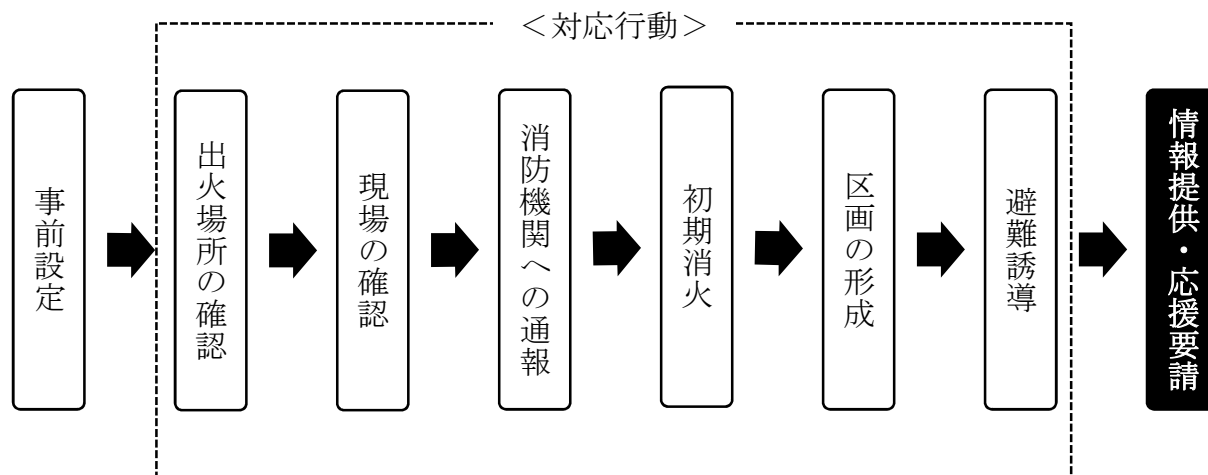 ＜対応行動＞
事前設定
出火場所の確認
現場の確認
消防機関への通報
初期消火
区画の形成
避難誘導
情報提供・応援要請